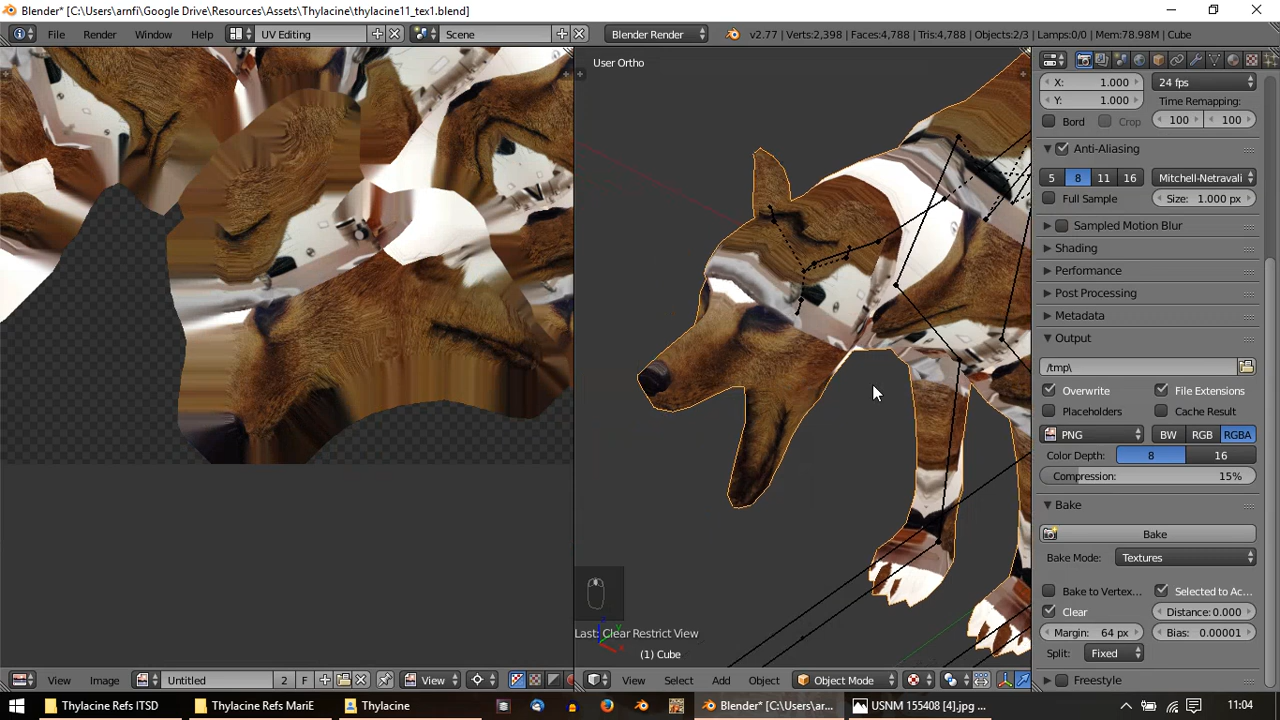 Blender* [C:\Users\arnfi\Google Drive\Resources\Assets\Thylacine\thylacine11_tex1.blend]
File Render Window Help UV Editing Scene Blender Render v2.77 | Verts:2,398 | Faces:4,788 | Tris:4,788 | Objects:2/3 | Lamps:0/0 | Mem:78.98M | Cube
User Ortho
X: 1.000 24 fps
Y: 1.000 Time Remapping:
Bord Crop 100 100
Anti-Aliasing
5 8 11 16 Mitchell-Netravali
Full Sample Size: 1.000 px
Sampled Motion Blur
Shading
Performance
Post Processing
Metadata
Output
/tmp\
Overwrite File Extensions
Placeholders Cache Result
PNG BW RGB RGBA
Color Depth: 8 16
Compression: 15%
Bake
Bake
Bake Mode: Textures
Bake to Vertex... Selected to Ac...
Clear Distance:0.000
Margin: 64 px Bias: 0.00001
Split: Fixed
Freestyle
Last: Clear Restrict View
(1) Cube
View Image Untitled 2 F View View Select Add Object Object Mode
Thylacine Refs ITSD Thylacine Refs MariE Thylacine Blender* [C:\Users\ar... USNM 155408 [4].jpg ... 11:04